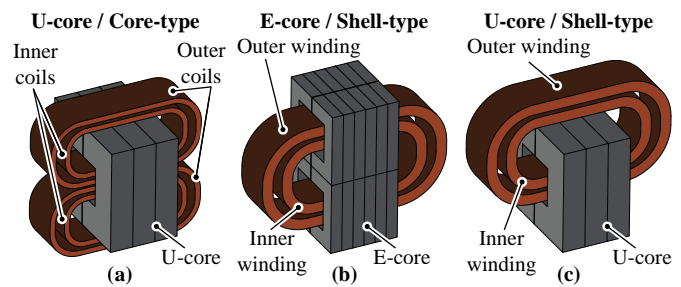 U-core / Core-type
Inner
coils
Outer
coils
U-core
(a)
E-core / Shell-type
Outer winding
Inner
winding
E-core
(b)
U-core / Shell-type
Outer winding
Inner
winding
U-core
(c)